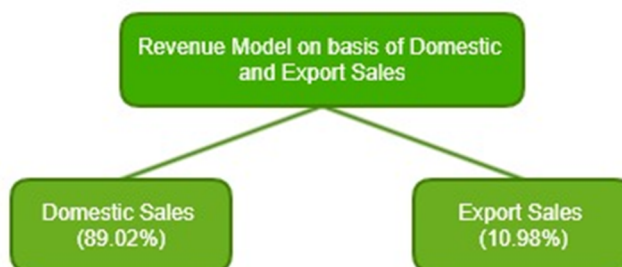 Revenue Model on basis of Domestic
and Export Sales
Domestic Sales
(89.02%)
Export Sales
(10.98%)